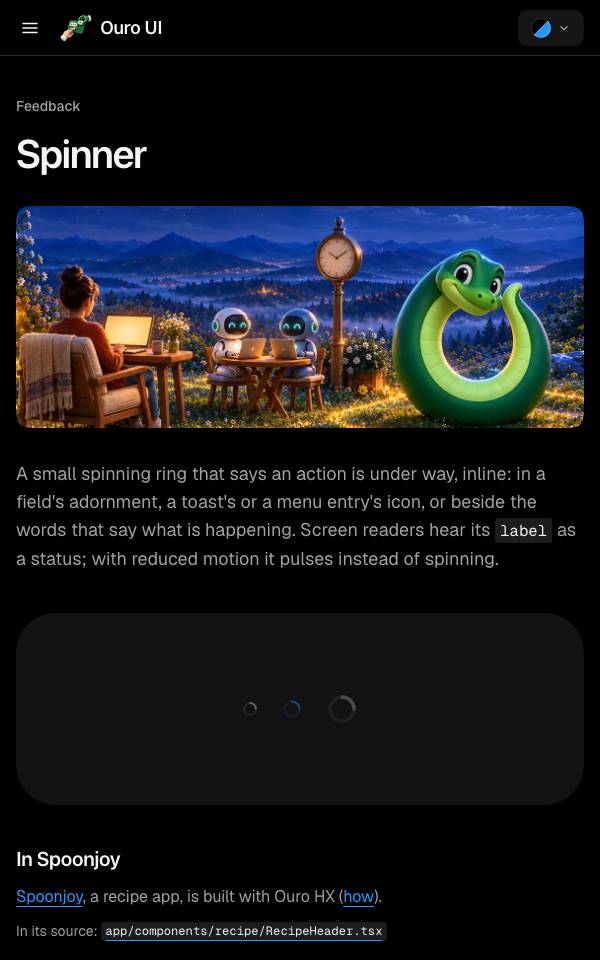 Ouro UI
Feedback
Spinner
A small spinning ring that says an action is under way, inline: in a
field's adornment, a toast's or a menu entry's icon, or beside the
words that say what is happening. Screen readers hear its label as
a status; with reduced motion it pulses instead of spinning.
In Spoonjoy
Spoonjoy, a recipe app, is built with Ouro HX (how).
In its source: app/components/recipe/RecipeHeader.tsx